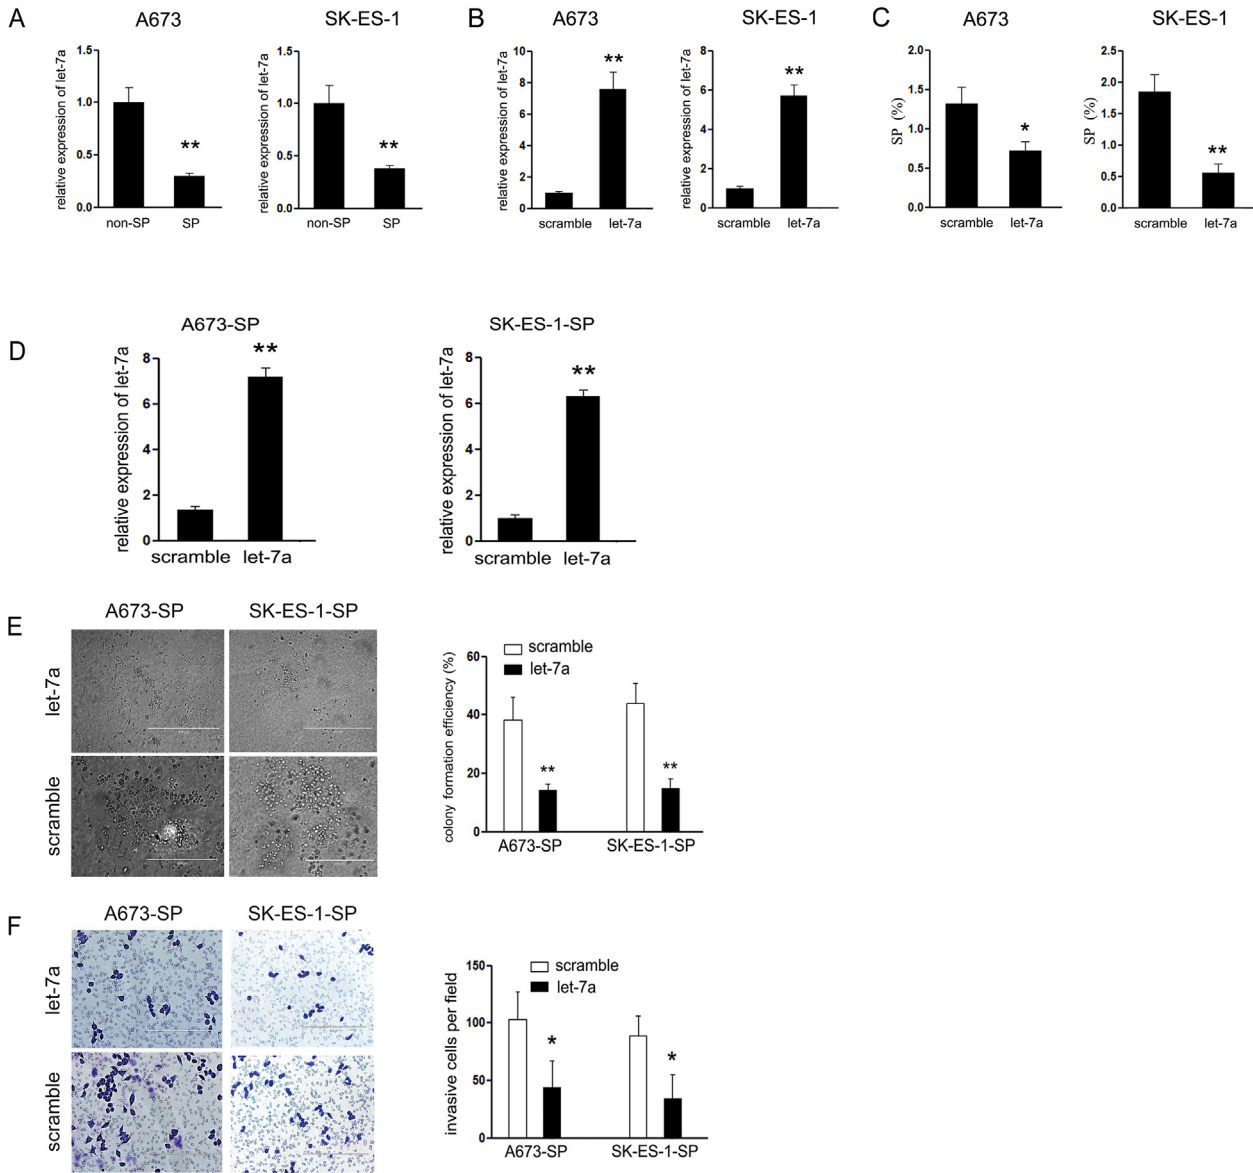 A
A673
SK-ES-1
relative expression of let-7a
1.5
1.0
0.5
0.0
**
non-SP
SP
relative expression of let-7a
1.5
1.0
0.5
0.0
**
non-SP
SP
B
A673
SK-ES-1
relative expression of let-7a
10
8
6
4
2
0
**
scramble
let-7a
relative expression of let-7a
8
6
4
2
0
**
scramble
let-7a
C
A673
SK-ES-1
SP (%)
2.0
1.5
1.0
0.5
0.0
*
scramble
let-7a
SP (%)
2.5
2.0
1.5
1.0
0.5
0.0
**
scramble
let-7a
D
A673-SP
relative expression of let-7a
8
6
4
2
0
**
scramble
let-7a
SK-ES-1-SP
relative expression of let-7a
8
6
4
2
0
**
scramble
let-7a
E
A673-SP
SK-ES-1-SP
let-7a
scramble
scramble
let-7a
colony formation efficiency (%)
60
40
20
0
**
**
A673-SP
SK-ES-1-SP
F
A673-SP
SK-ES-1-SP
let-7a
scramble
scramble
let-7a
invasive cells per field
150
100
50
0
*
*
A673-SP
SK-ES-1-SP